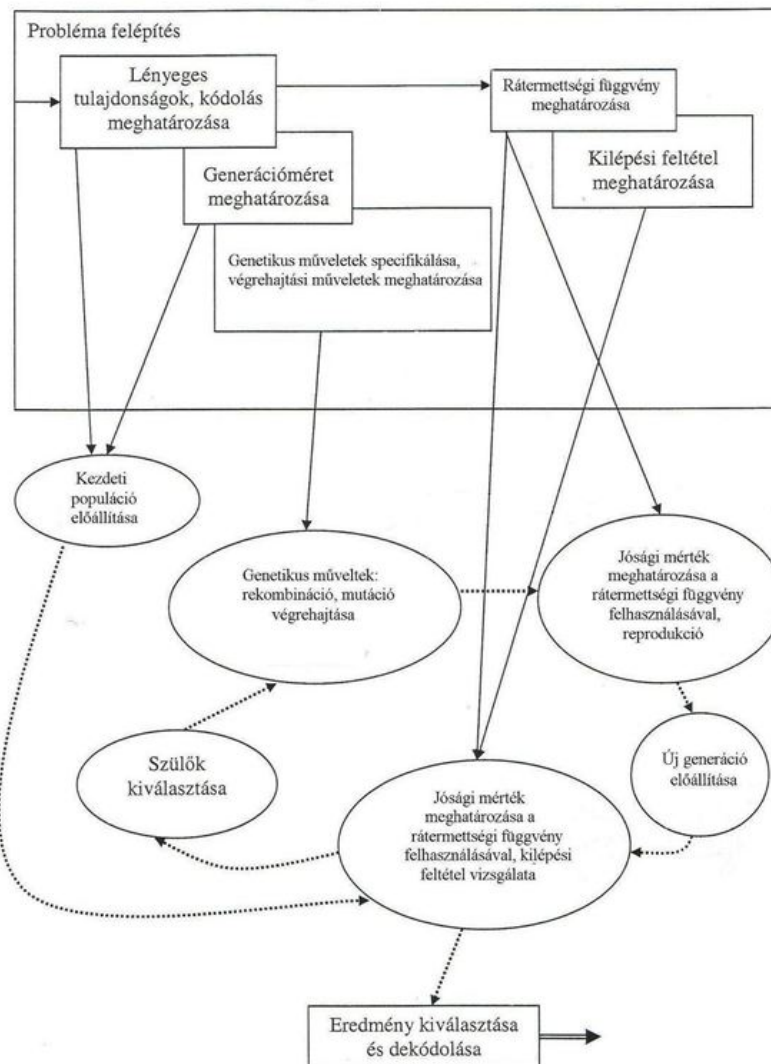 Probléma felépítés
Lényeges
tulajdonságok, kódolás
meghatározása
Rátermettségi függvény
meghatározása
Generációméret
meghatározása
Kilépési feltétel
meghatározása
Genetikus műveletek specifikálása,
végrehajtási műveletek meghatározása
Kezdeti
populáció
előállítása
Genetikus műveltek:
rekombináció, mutáció
végrehajtása
Jósági mérték
meghatározása a
rátermettségi függvény
felhasználásával,
reprodukció
Szülők
kiválasztása
Új generáció
előállítása
Jósági mérték
meghatározása a
rátermettségi függvény
felhasználásával, kilépési
feltétel vizsgálata
Eredmény kiválasztása
és dekódolása